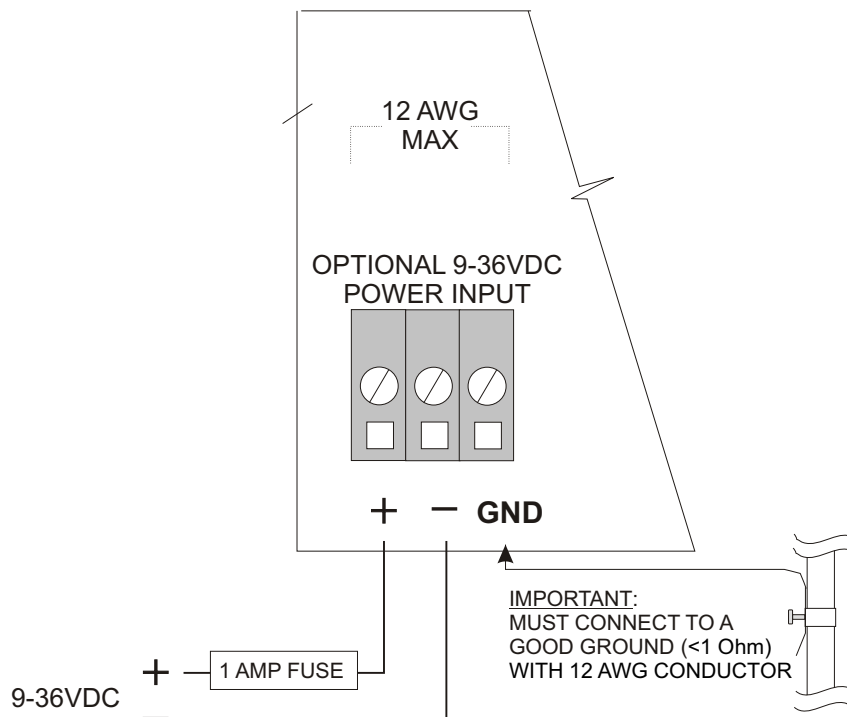 12 AWG
MAX
OPTIONAL 9-36VDC
POWER INPUT
+ − GND
IMPORTANT:
MUST CONNECT TO A
GOOD GROUND (<1 Ohm)
WITH 12 AWG CONDUCTOR
+
1 AMP FUSE
9-36VDC
−